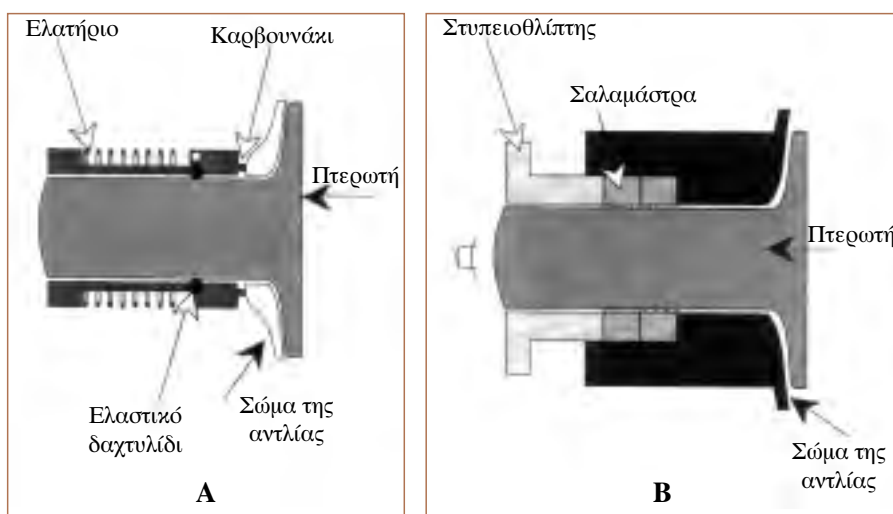 Ελατήριο
Καρβουνάκι
Πτερωτή
Ελαστικό
δαχτυλίδι
Σώμα της
αντλίας
Α
Στυπειοθλίπτης
Σαλαμάστρα
Πτερωτή
Σώμα της
αντλίας
Β